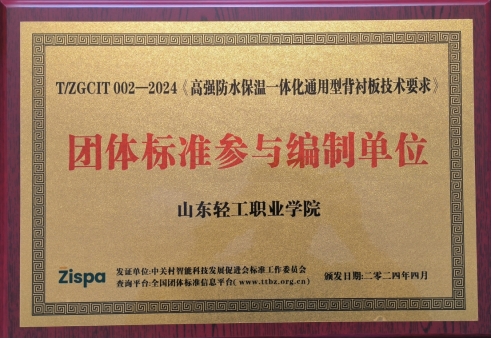 T/ZGCIT 002—2024《高强防水保温一体化通用型背衬板技术要求》
团体标准参与编制单位
山东轻工职业学院
Zispa
发证单位:中关村智能科技发展促进会标准工作委员会
查询平台:全国团体标准信息平台( www.ttbz.org.cn)
颁发日期:二〇二四年四月